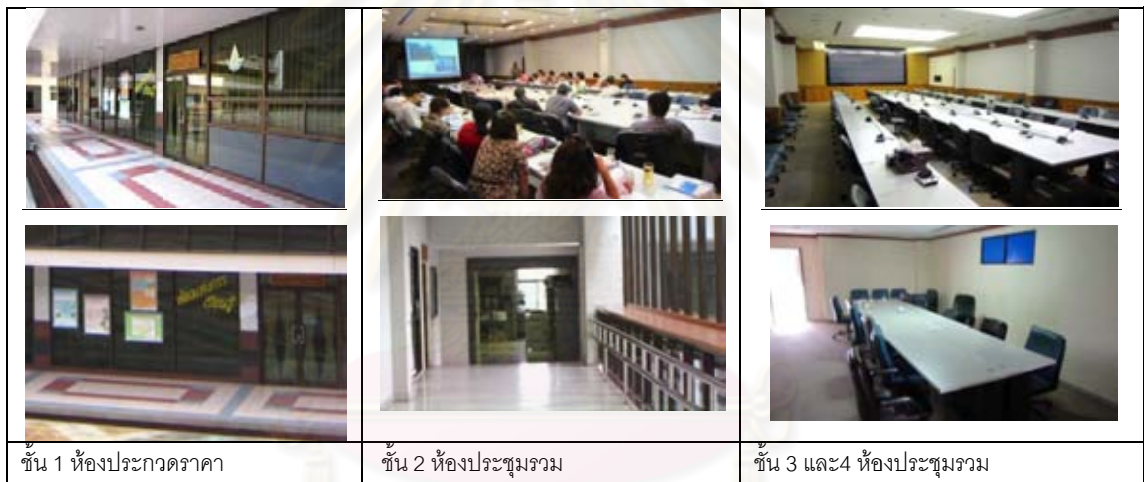 ชั้น 1 ห้องประกวดราคา
ชั้น 2 ห้องประชุมรวม
ชั้น 3 และ4 ห้องประชุมรวม